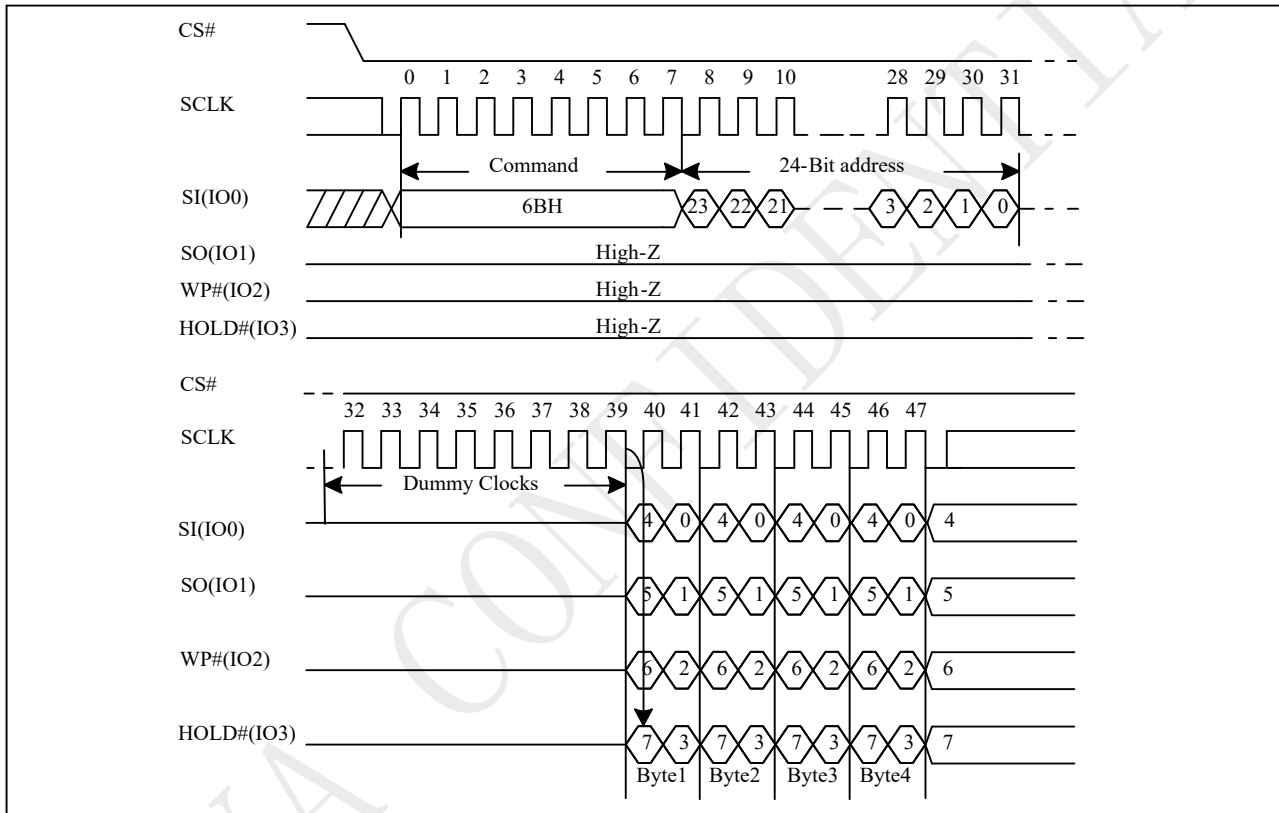 CS#
0 1 2 3 4 5 6 7 8 9 10 28 29 30 31
SCLK
Command 24-Bit address
SI(IO0) 6BH 23 22 21 3 2 1 0
SO(IO1) High-Z
WP#(IO2) High-Z
HOLD#(IO3) High-Z
CS#
32 33 34 35 36 37 38 39 40 41 42 43 44 45 46 47
SCLK
Dummy Clocks
SI(IO0) 4 0 4 0 4 0 4 0 4
SO(IO1) 5 1 5 1 5 1 5 1 5
WP#(IO2) 6 2 6 2 6 2 6 2 6
HOLD#(IO3) 7 3 7 3 7 3 7 3 7
Byte1 Byte2 Byte3 Byte4